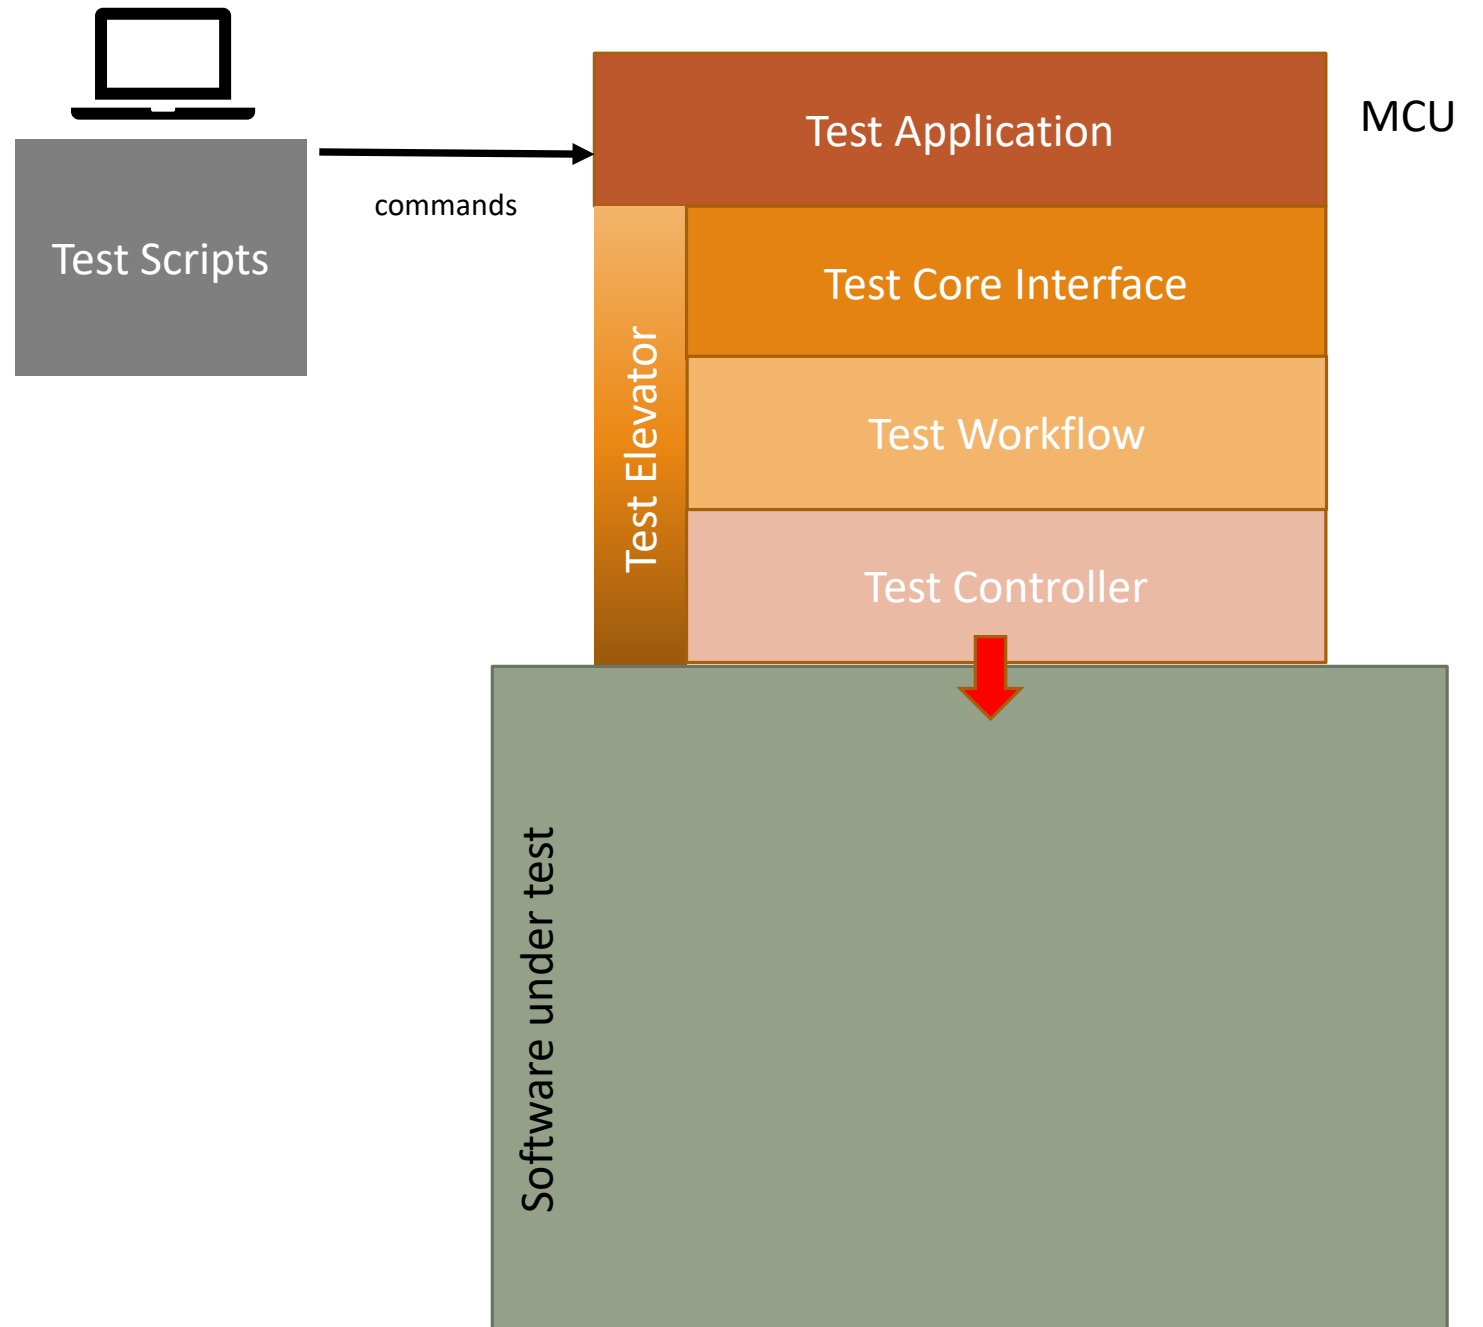 MCU
Test Application
commands
Test Scripts
Test Core Interface
Test Elevator
Test Workflow
Test Controller
Software under test